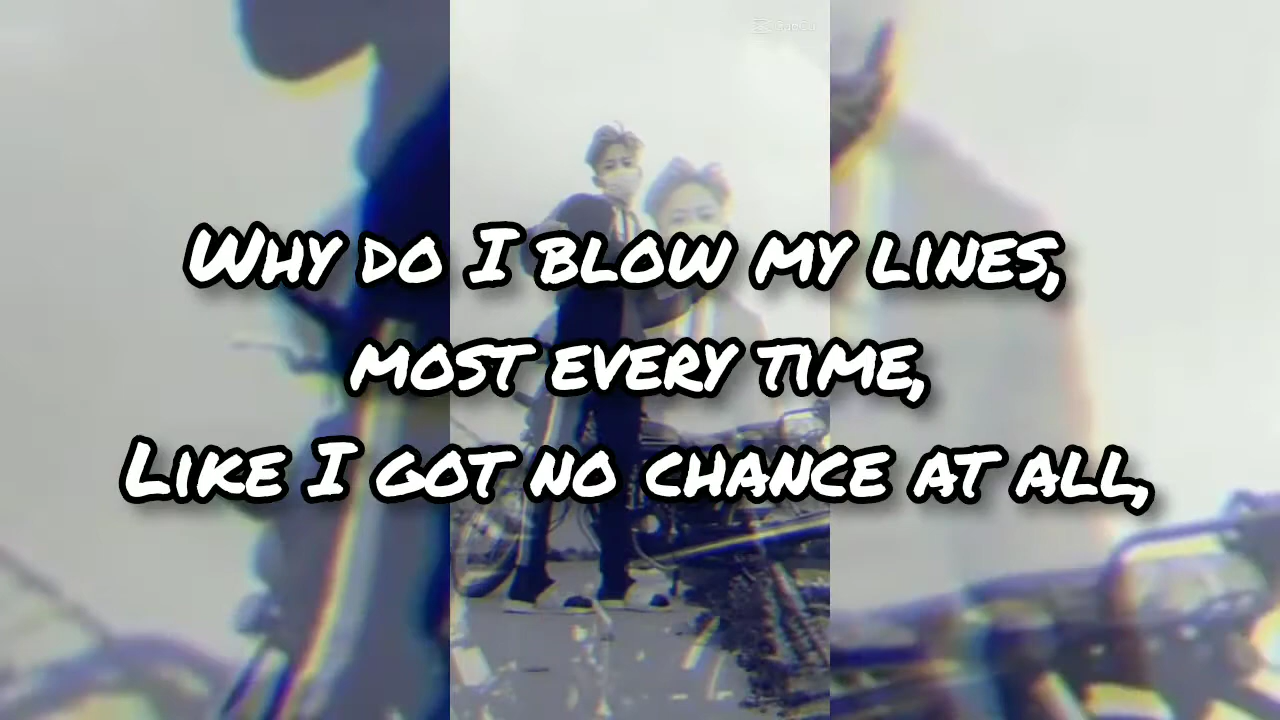 Why do I blow my lines,
most every time,
Like I got no chance at all,